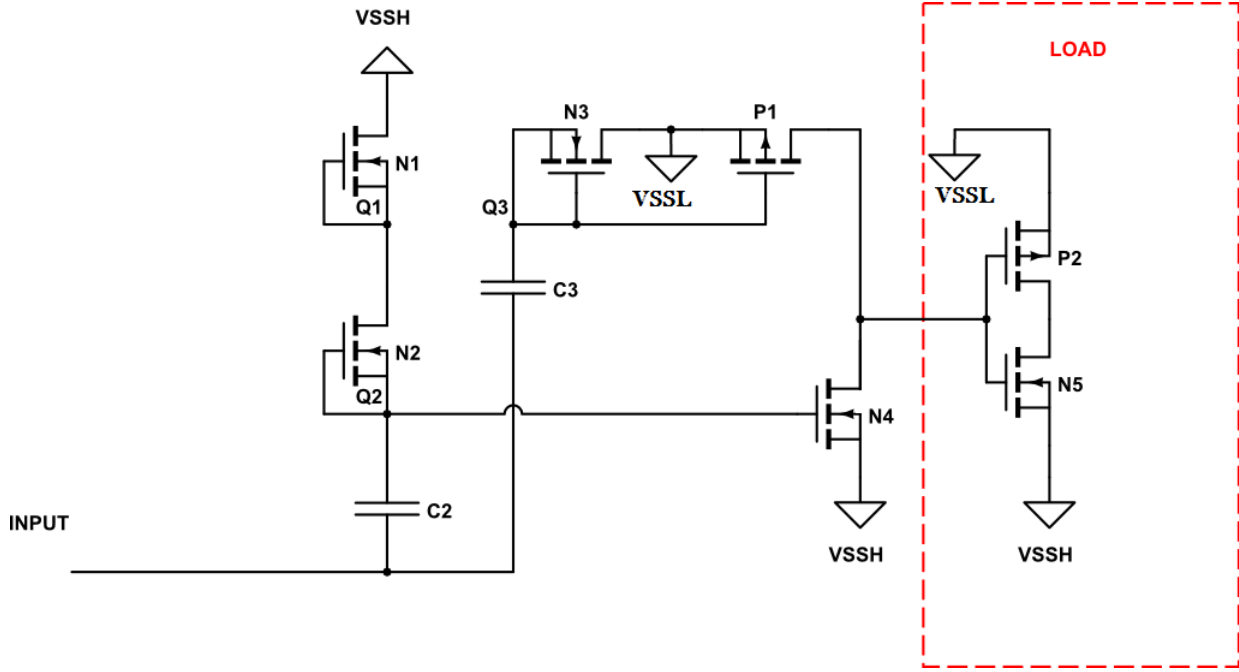 VSSH
LOAD
N3
P1
N1
Q1
Q3
VSSL
VSSL
P2
C3
N2
Q2
N5
N4
C2
INPUT
VSSH
VSSH